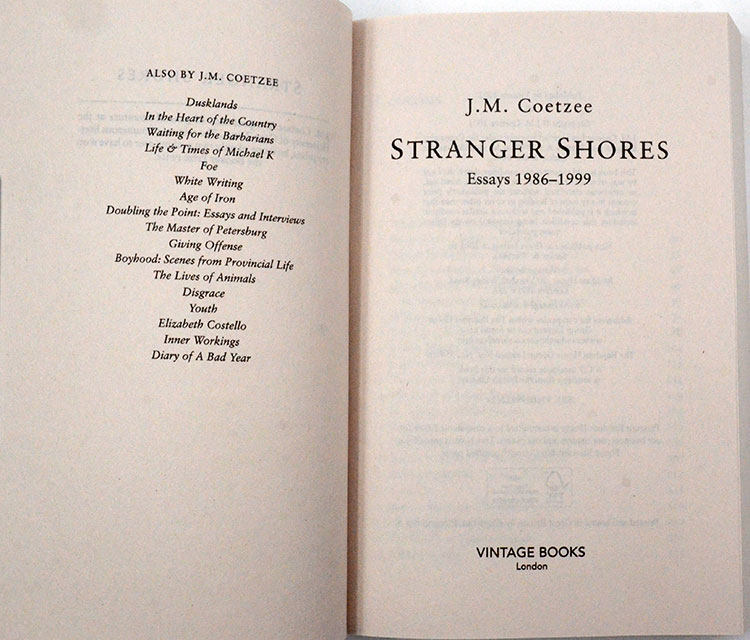 ALSO BY J.M. COETZEE
Dusklands
In the Heart of the Country
Waiting for the Barbarians
Life & Times of Michael K
Foe
White Writing
Age of Iron
Doubling the Point: Essays and Interviews
The Master of Petersburg
Giving Offense
Boyhood: Scenes from Provincial Life
The Lives of Animals
Disgrace
Youth
Elizabeth Costello
Inner Workings
Diary of A Bad Year
J.M. Coetzee
STRANGER SHORES
Essays 1986–1999
VINTAGE BOOKS
London